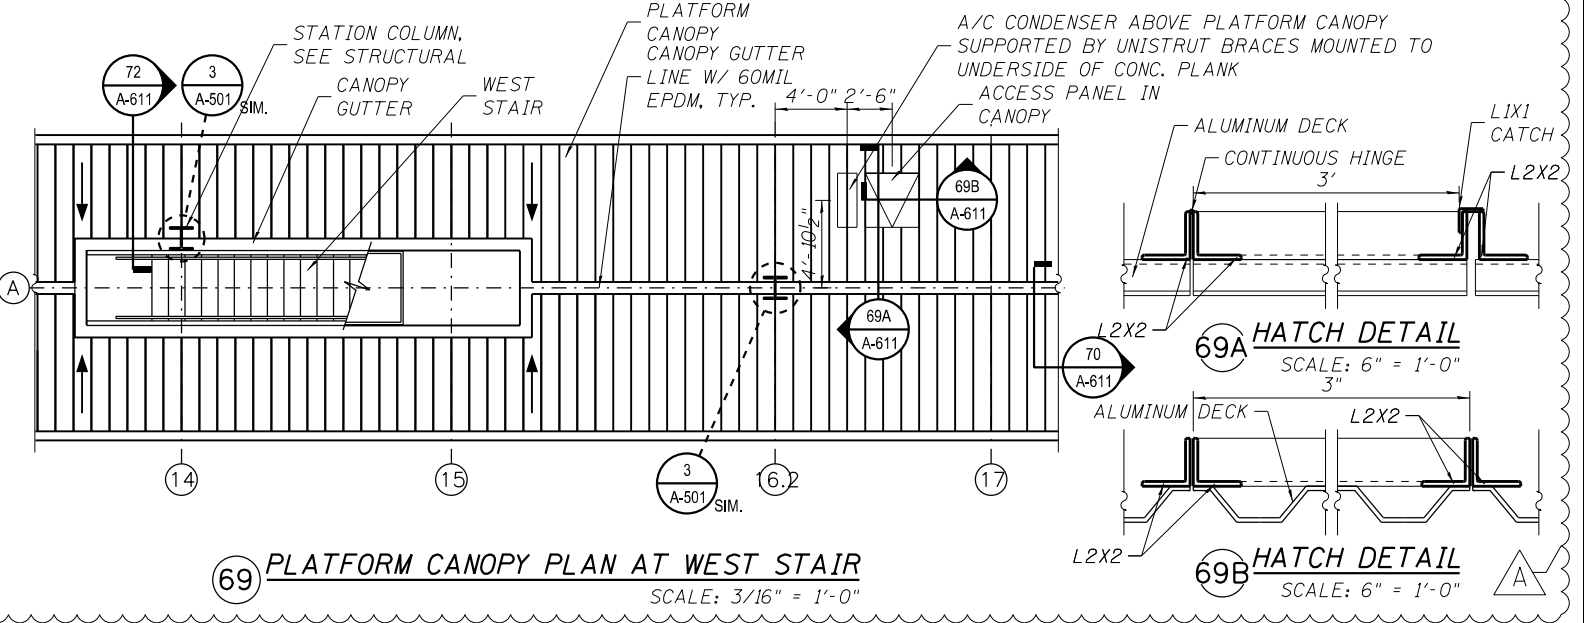 STATION COLUMN,
SEE STRUCTURAL
PLATFORM
CANOPY
CANOPY GUTTER
LINE W/ 60MIL
EPDM, TYP.
A/C CONDENSER ABOVE PLATFORM CANOPY
SUPPORTED BY UNISTRUT BRACES MOUNTED TO
UNDERSIDE OF CONC. PLANK
ACCESS PANEL IN
CANOPY
72
A-611
3
A-501
SIM.
CANOPY
GUTTER
WEST
STAIR
4'-0"
2'-6"
69B
A-611
4'-10½"
A
69A
A-611
70
A-611
3
A-501
SIM.
14
15
16.2
17
69
PLATFORM CANOPY PLAN AT WEST STAIR
SCALE: 3/16" = 1'-0"
ALUMINUM DECK
L1X1
CATCH
CONTINUOUS HINGE
3'
L2X2
L2X2
69A
HATCH DETAIL
SCALE: 6" = 1'-0"
3"
ALUMINUM DECK
L2X2
L2X2
69B
HATCH DETAIL
SCALE: 6" = 1'-0"
A